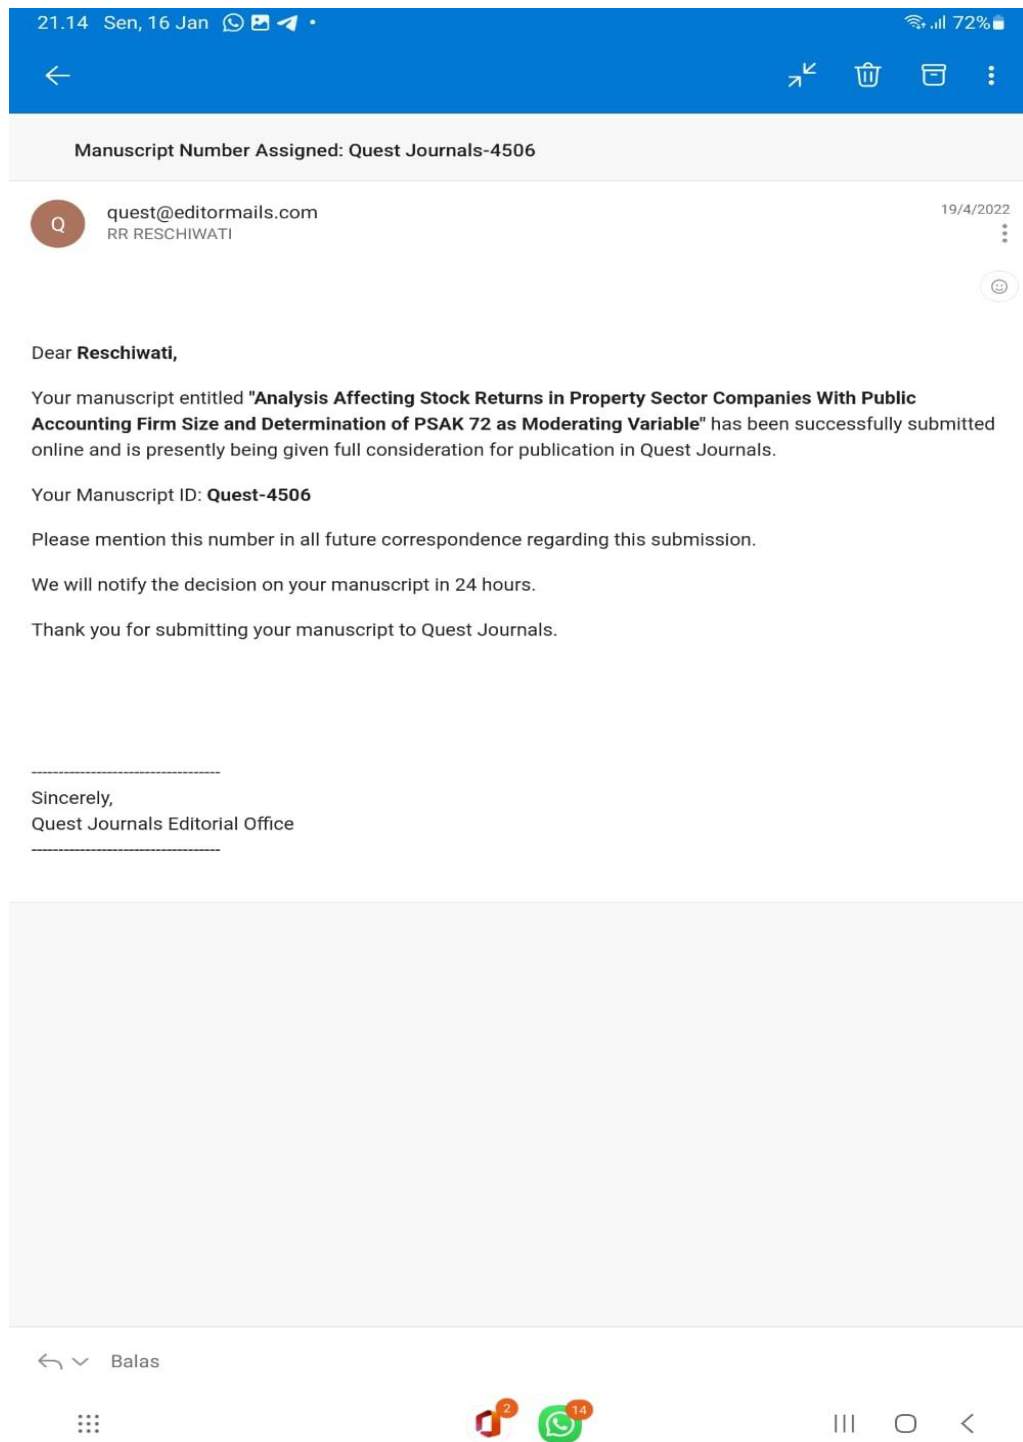 21.14 Sen, 16 Jan
72%
Manuscript Number Assigned: Quest Journals-4506
Q
quest@editormails.com
19/4/2022
RR RESCHIWATI
Dear Reschiwati,
Your manuscript entitled "Analysis Affecting Stock Returns in Property Sector Companies With Public
Accounting Firm Size and Determination of PSAK 72 as Moderating Variable" has been successfully submitted
online and is presently being given full consideration for publication in Quest Journals.
Your Manuscript ID: Quest-4506
Please mention this number in all future correspondence regarding this submission.
We will notify the decision on your manuscript in 24 hours.
Thank you for submitting your manuscript to Quest Journals.
-----------------------------------
Sincerely,
Quest Journals Editorial Office
-----------------------------------
Balas
2
14